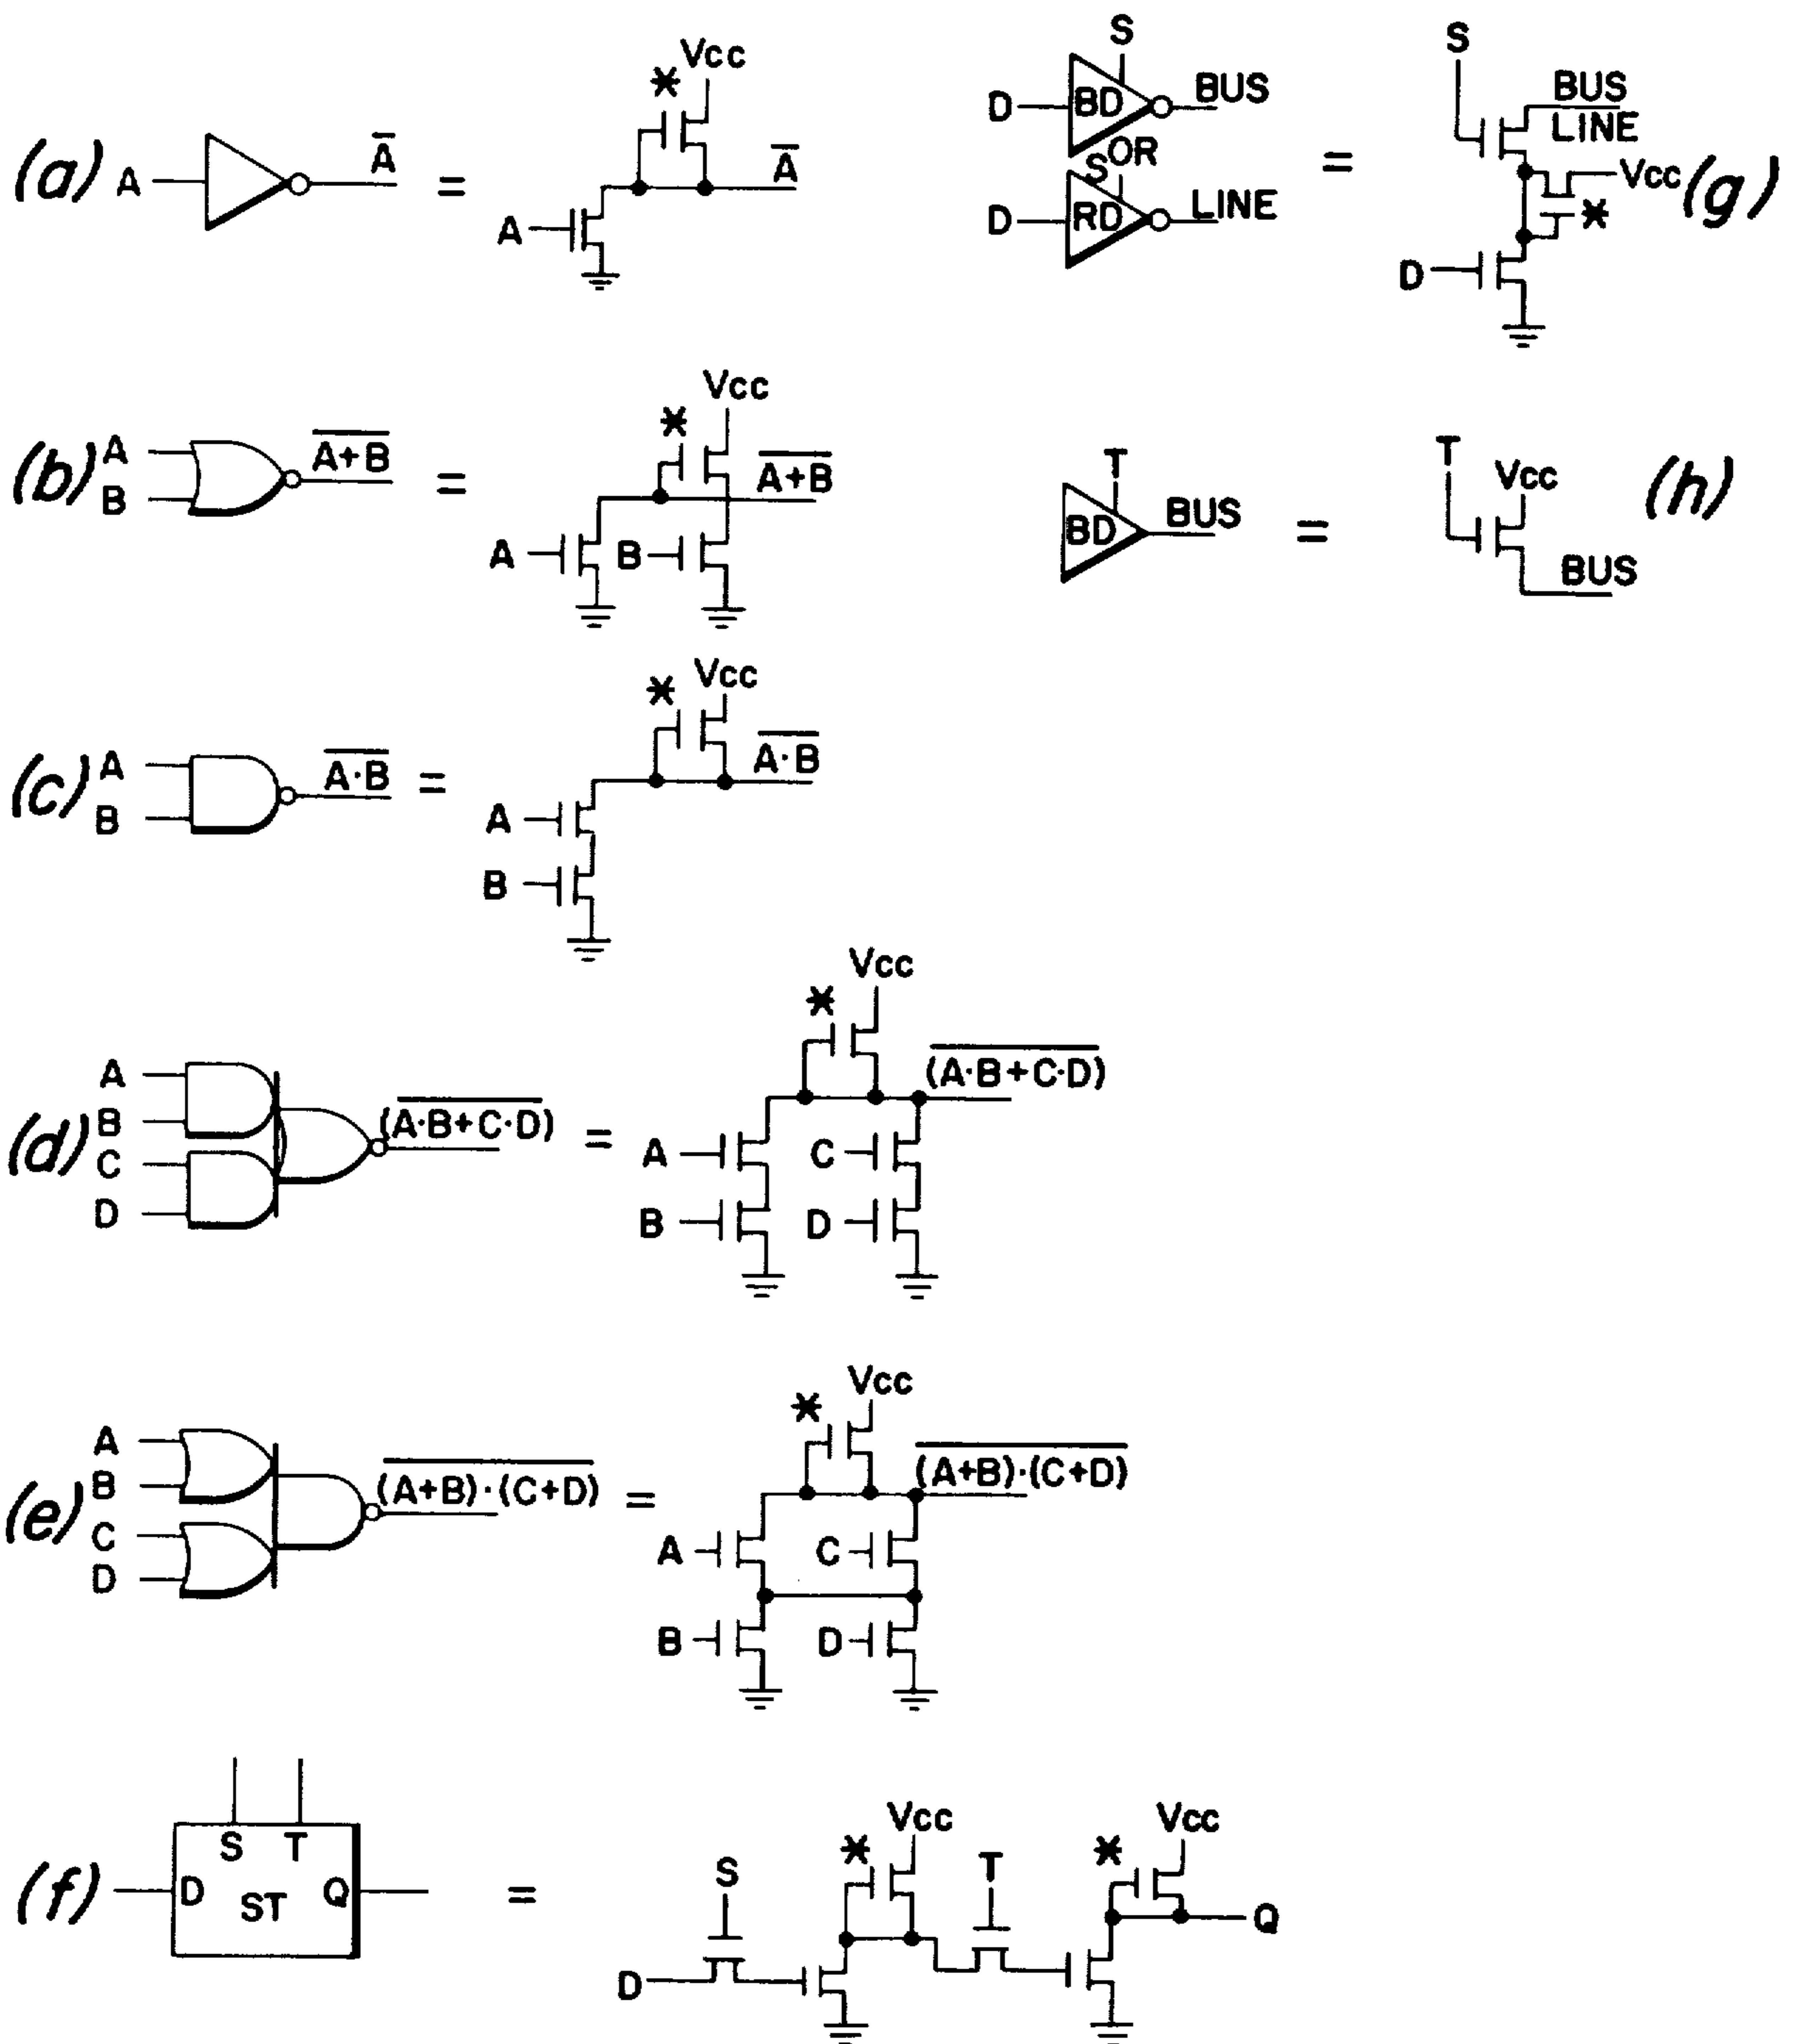 (a) A A̅ = * Vcc A̅ A
(b) A B A+B̅ = * Vcc A+B̅ A B
(c) A B A·B̅ = * Vcc A·B̅ A B
(d) A B C D (A·B+C·D) = * Vcc (A·B+C·D) A C B D
(e) A B C D (A+B)·(C+D) = * Vcc (A+B)·(C+D) A C B D
(f) D S T ST Q = D S * Vcc T * Vcc Q
S
D BD BUS
OR
S
D RD LINE
=
S
BUS
LINE
Vcc (g)
*
D
T
BD BUS
=
T
Vcc (h)
BUS